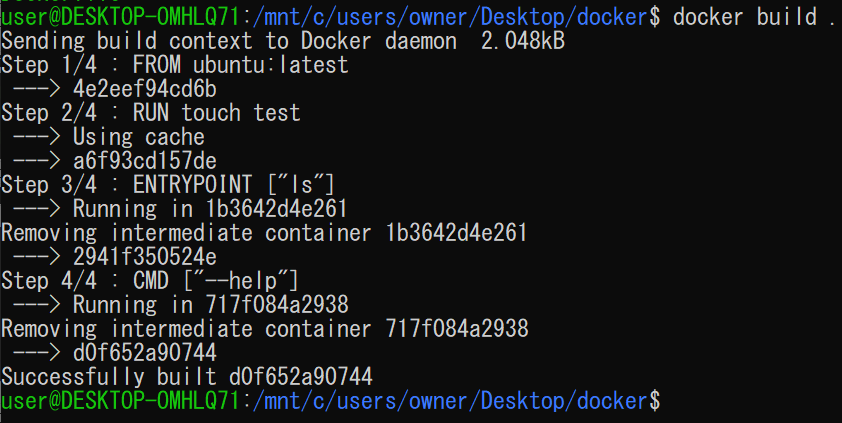 user@DESKTOP-OMHLQ71:/mnt/c/users/owner/Desktop/docker$ docker build .
Sending build context to Docker daemon  2.048kB
Step 1/4 : FROM ubuntu:latest
 ---> 4e2eef94cd6b
Step 2/4 : RUN touch test
 ---> Using cache
 ---> a6f93cd157de
Step 3/4 : ENTRYPOINT ["ls"]
 ---> Running in 1b3642d4e261
Removing intermediate container 1b3642d4e261
 ---> 2941f350524e
Step 4/4 : CMD ["--help"]
 ---> Running in 717f084a2938
Removing intermediate container 717f084a2938
 ---> d0f652a90744
Successfully built d0f652a90744
user@DESKTOP-OMHLQ71:/mnt/c/users/owner/Desktop/docker$